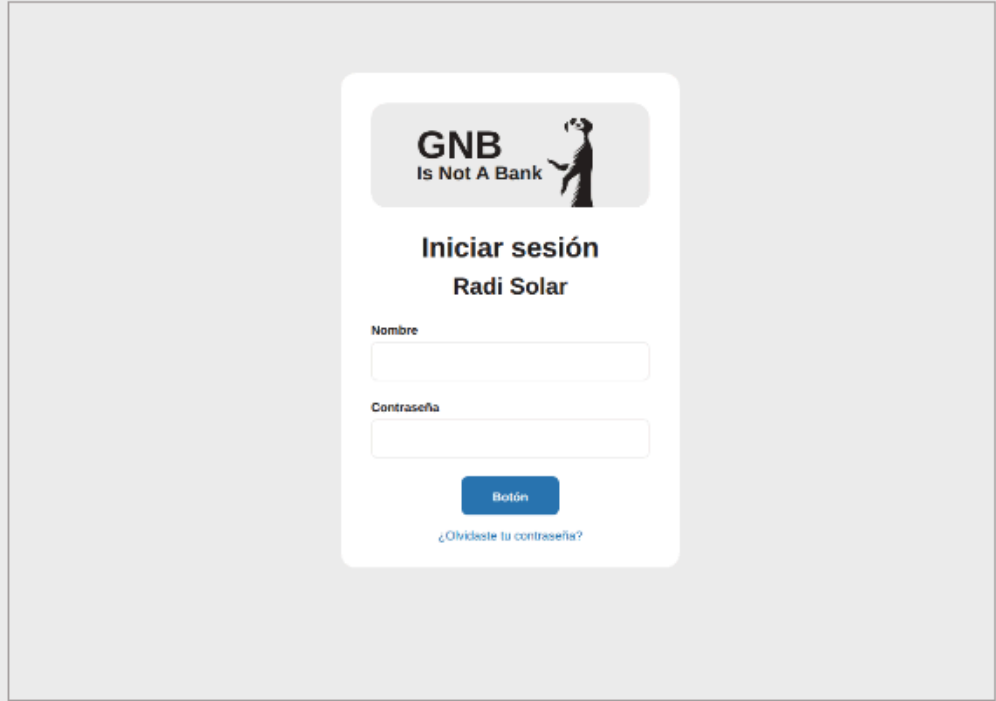 GNB
Is Not A Bank
Iniciar sesión
Radi Solar
Nombre
Contraseña
Botón
¿Olvidaste tu contraseña?